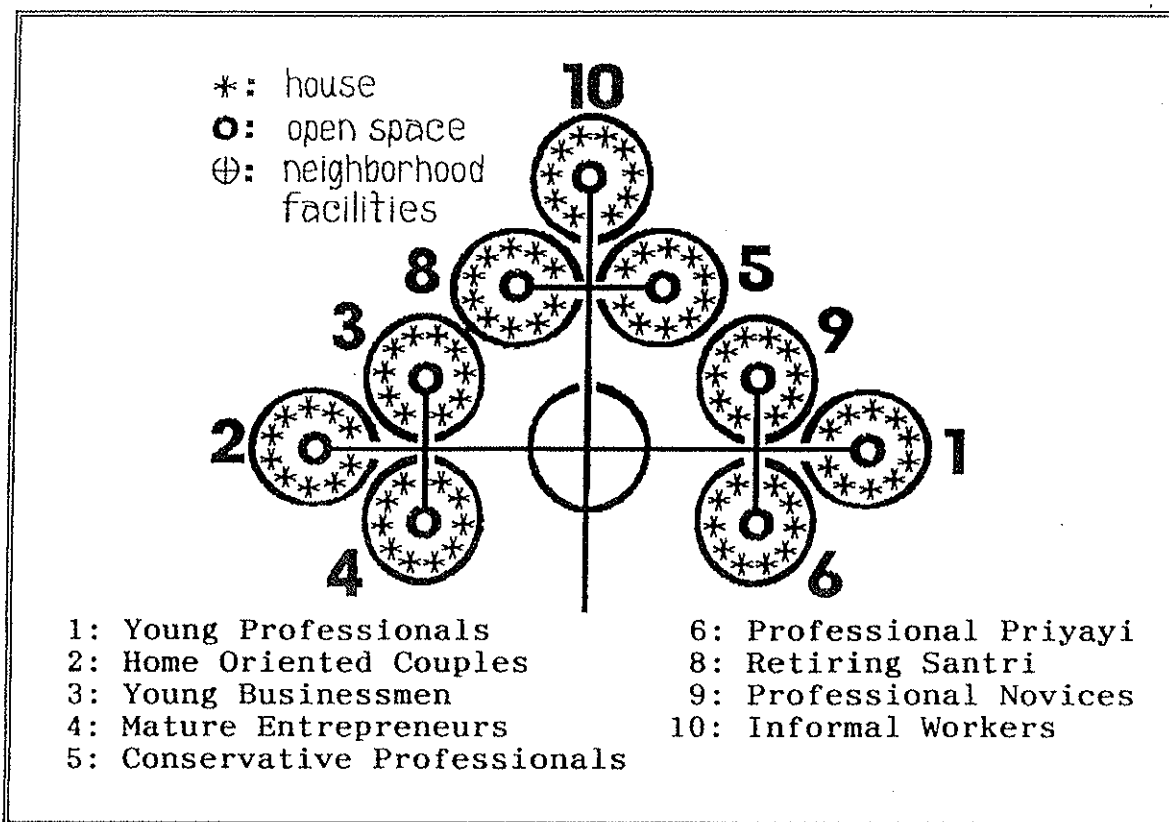 *: house
O: open space
⊕: neighborhood
facilities
10
8
5
3
9
2
1
4
6
1: Young Professionals
2: Home Oriented Couples
3: Young Businessmen
4: Mature Entrepreneurs
5: Conservative Professionals
6: Professional Priyayi
8: Retiring Santri
9: Professional Novices
10: Informal Workers